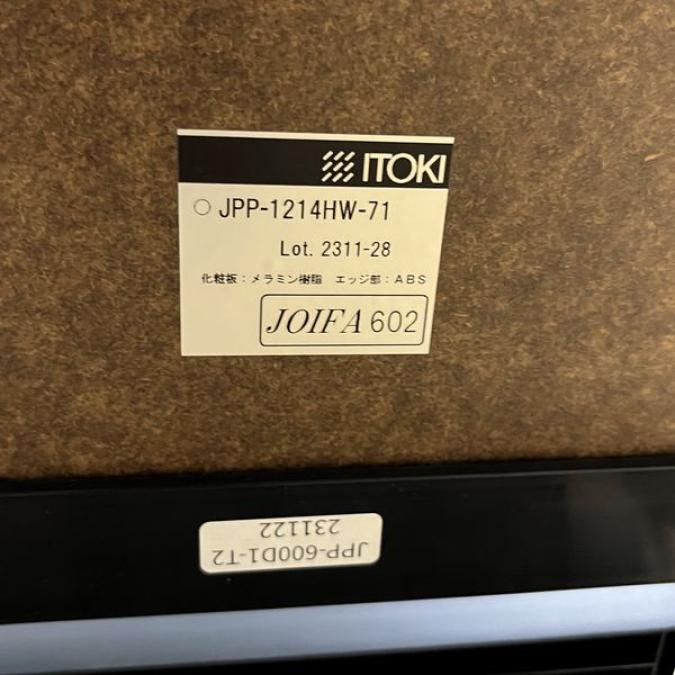 ITOKI
○ JPP-1214HW-71
Lot. 2311-28
化粧板：メラミン樹脂 エッジ部：ABS
JOIFA 602
JPP-600D1-T2
231122